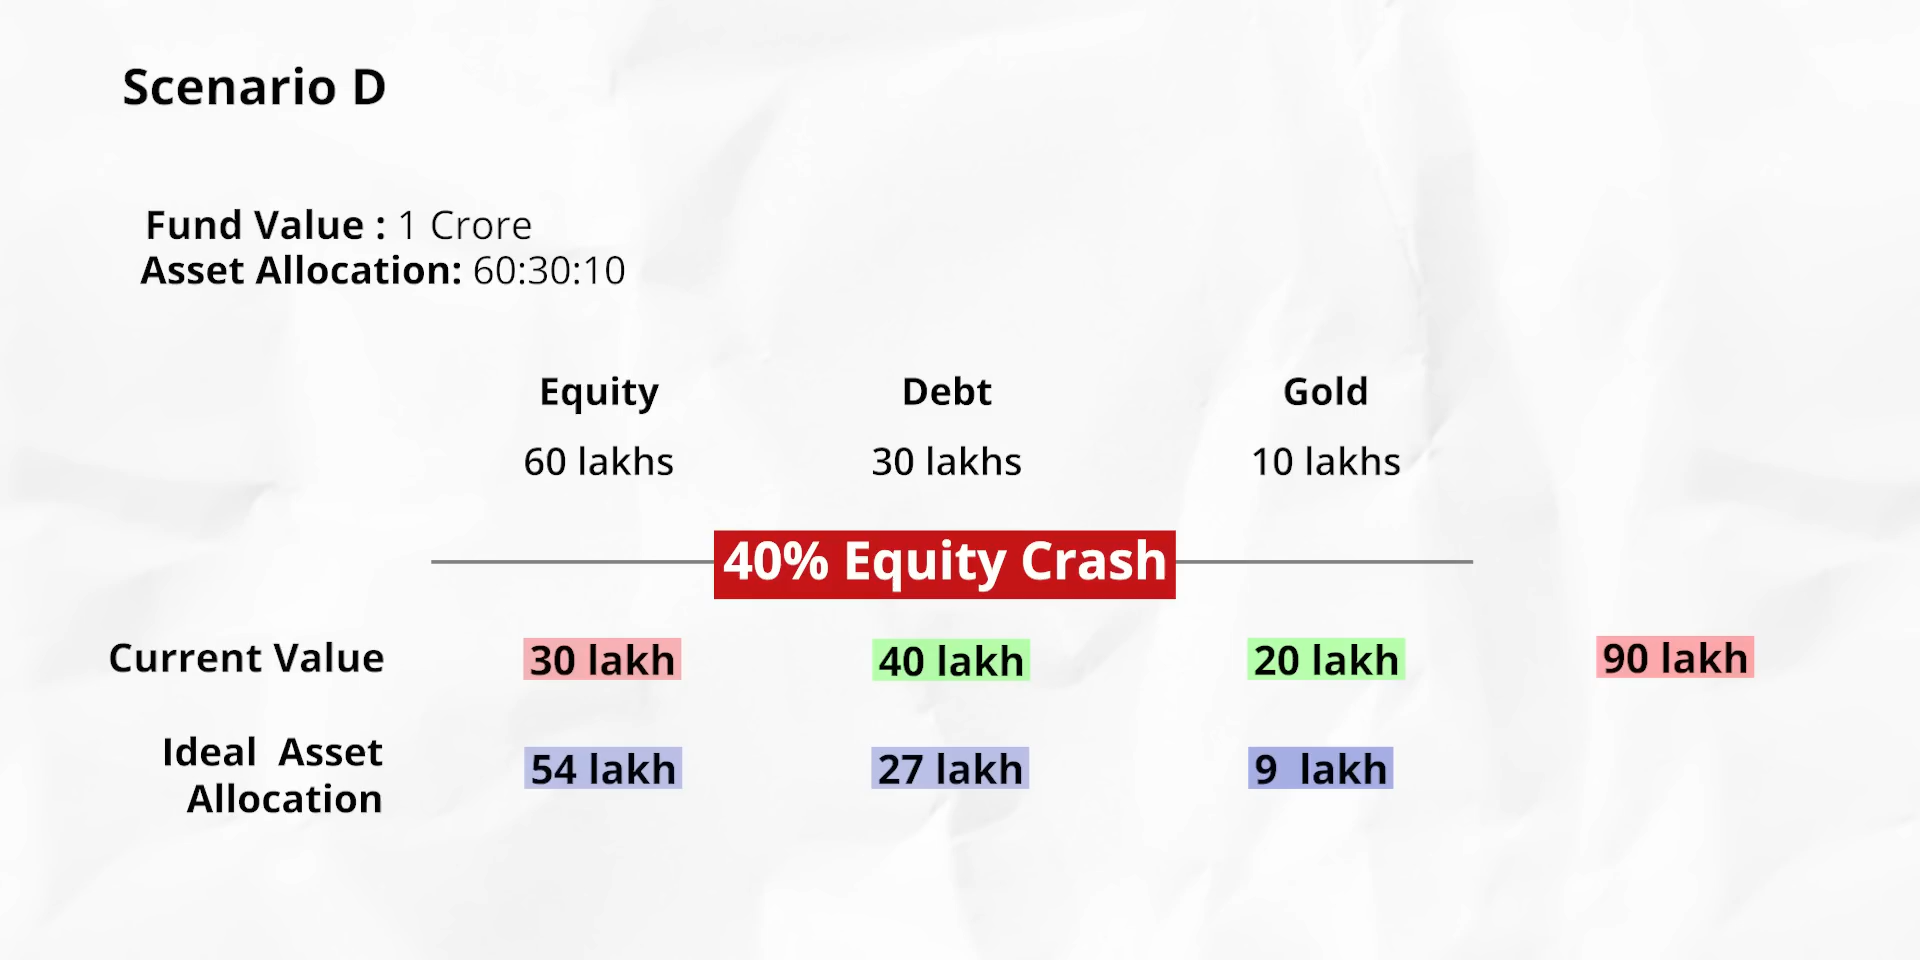 Scenario D
Fund Value : 1 Crore
Asset Allocation: 60:30:10
Equity Debt Gold
60 lakhs 30 lakhs 10 lakhs
40% Equity Crash
Current Value 30 lakh 40 lakh 20 lakh 90 lakh
Ideal Asset
Allocation
54 lakh 27 lakh 9 lakh